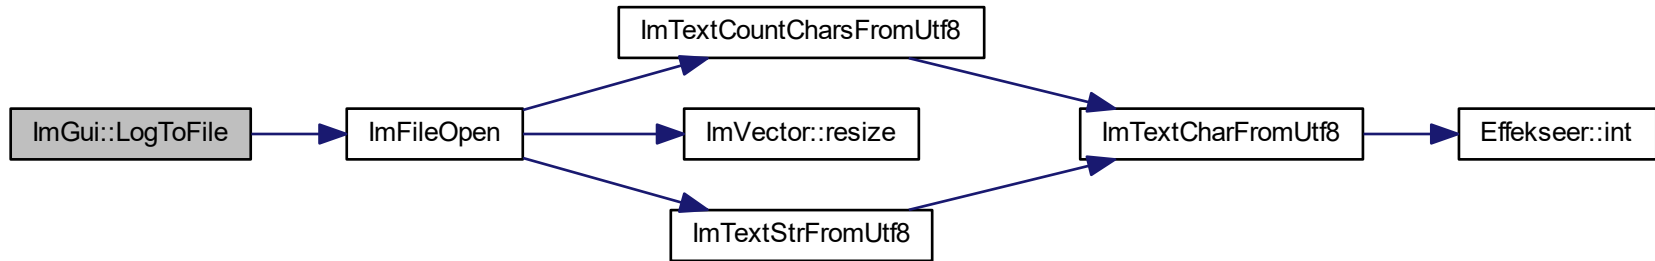 ImGui::LogToFile
ImFileOpen
ImTextCountCharsFromUtf8
ImVector::resize
ImTextStrFromUtf8
ImTextCharFromUtf8
Effekseer::int